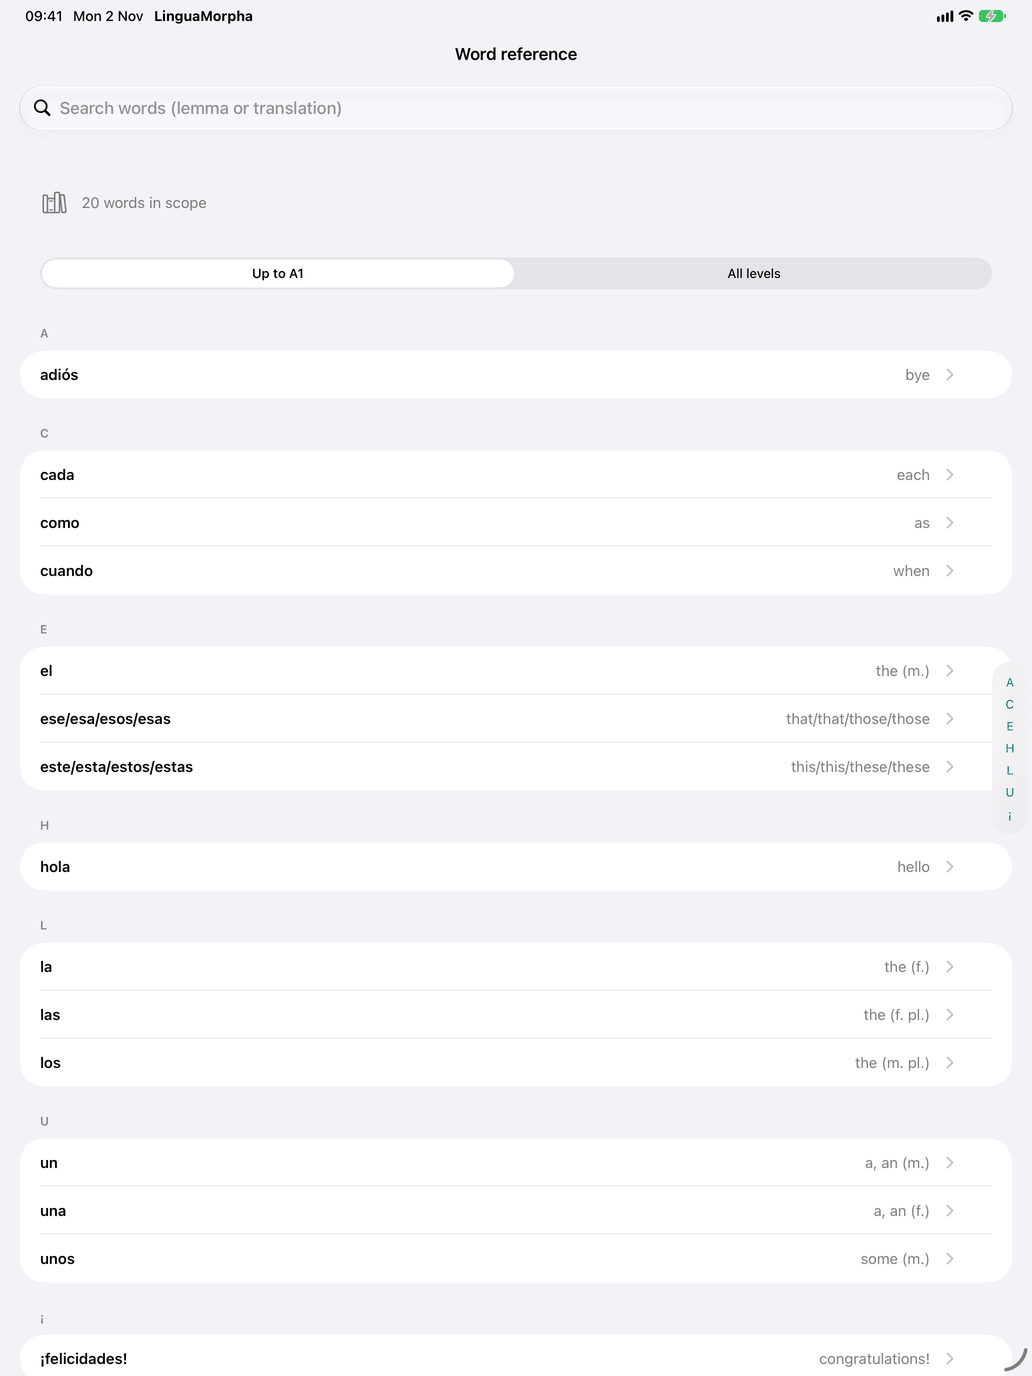 09:41 Mon 2 Nov LinguaMorpha
Word reference
Search words (lemma or translation)
20 words in scope
Up to A1 All levels
A
adiós bye
C
cada each
como as
cuando when
E
el the (m.)
ese/esa/esos/esas that/that/those/those
este/esta/estos/estas this/this/these/these
H
hola hello
L
la the (f.)
las the (f. pl.)
los the (m. pl.)
U
un a, an (m.)
una a, an (f.)
unos some (m.)
¡
¡felicidades! congratulations!
A
C
E
H
L
U
¡